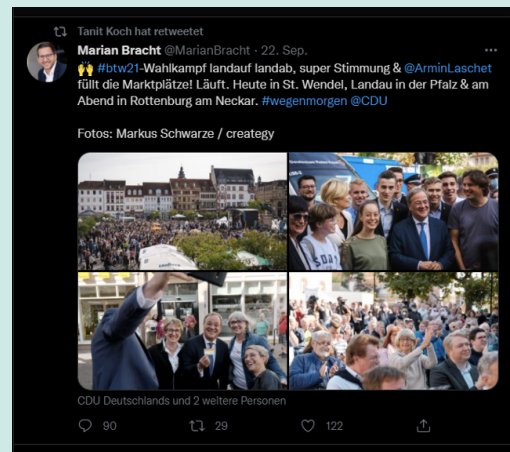 Tanit Koch hat retweetet
Marian Bracht @MarianBracht · 22. Sep.
🙌 #btw21-Wahlkampf landauf landab, super Stimmung & @ArminLaschet
füllt die Marktplätze! Läuft. Heute in St. Wendel, Landau in der Pfalz & am
Abend in Rottenburg am Neckar. #wegenmorgen @CDU
Fotos: Markus Schwarze / creategy
CDU Deutschlands und 2 weitere Personen
90 29 122